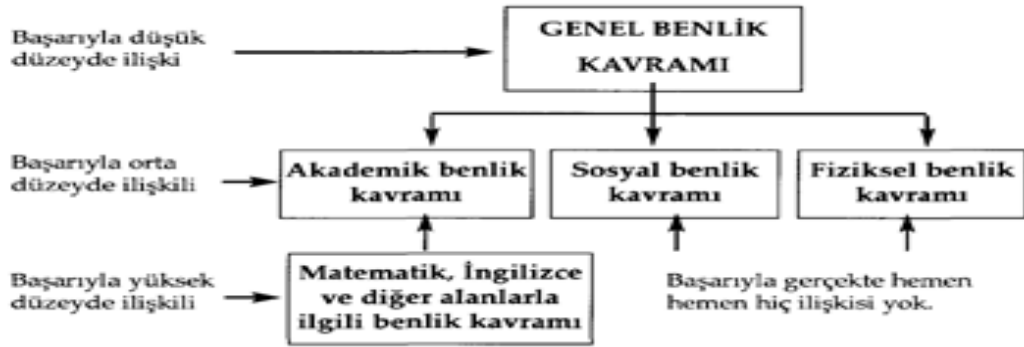 Başarıyla düşük
düzeyde ilişki
GENEL BENLİK
KAVRAMI
Başarıyla orta
düzeyde ilişkili
Akademik benlik
kavramı
Sosyal benlik
kavramı
Fiziksel benlik
kavramı
Başarıyla yüksek
düzeyde ilişkili
Matematik, İngilizce
ve diğer alanlarla
ilgili benlik kavramı
Başarıyla gerçekte hemen
hemen hiç ilişkisi yok.